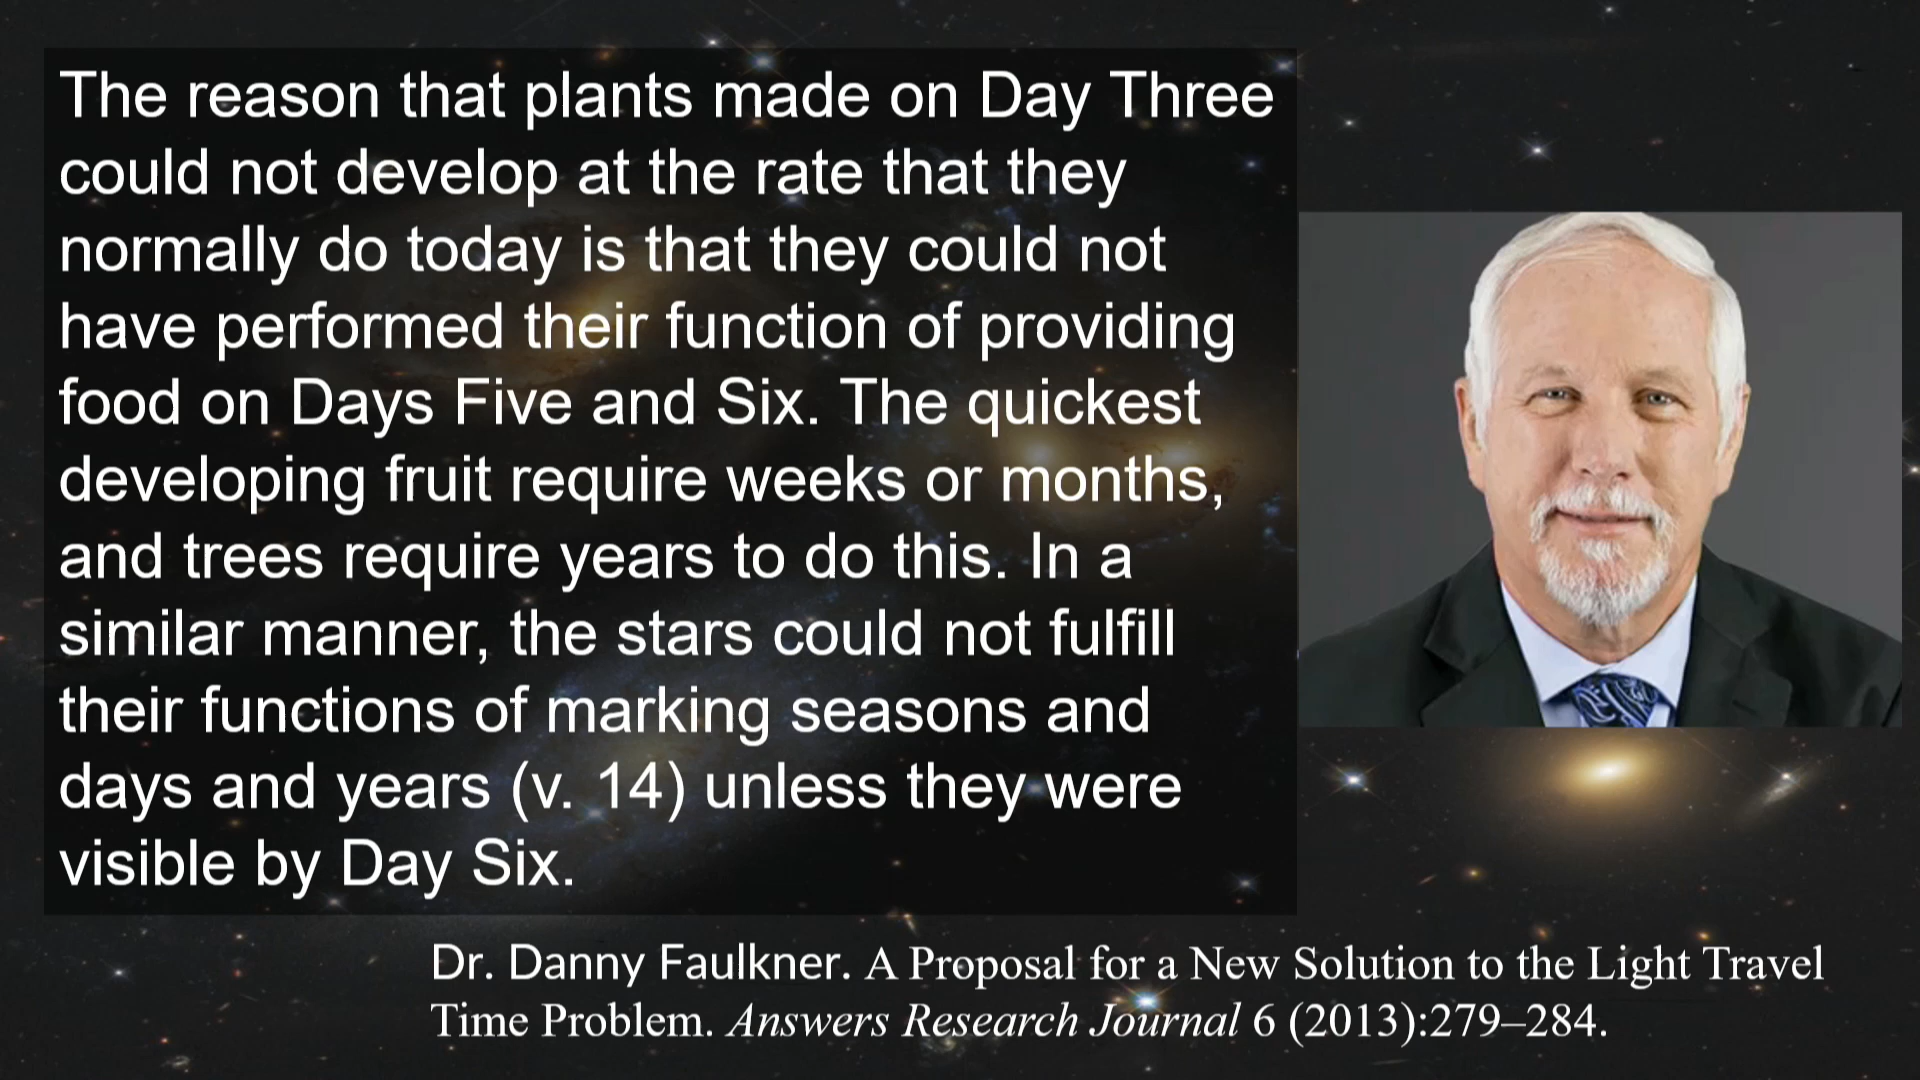 The reason that plants made on Day Three
could not develop at the rate that they
normally do today is that they could not
have performed their function of providing
food on Days Five and Six. The quickest
developing fruit require weeks or months,
and trees require years to do this. In a
similar manner, the stars could not fulfill
their functions of marking seasons and
days and years (v. 14) unless they were
visible by Day Six.
Dr. Danny Faulkner. A Proposal for a New Solution to the Light Travel
Time Problem. Answers Research Journal 6 (2013):279–284.